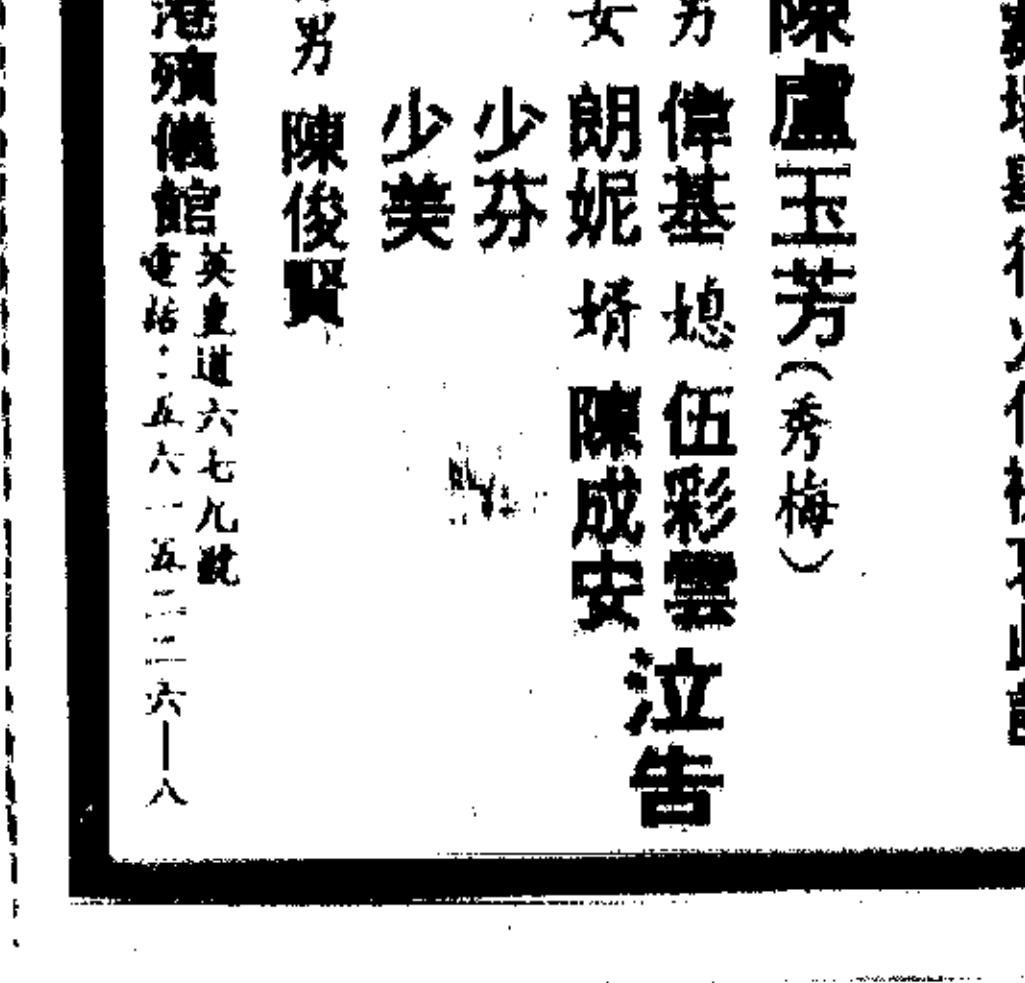 陳盧玉芳（秀梅）
男 偉基 媳 伍彩雲
女 朗妮 婿 陳成安
泣告
少芬
少美
男 陳俊賢
港殯儀館
英皇道六七九號
電話：五六一五二二六—八